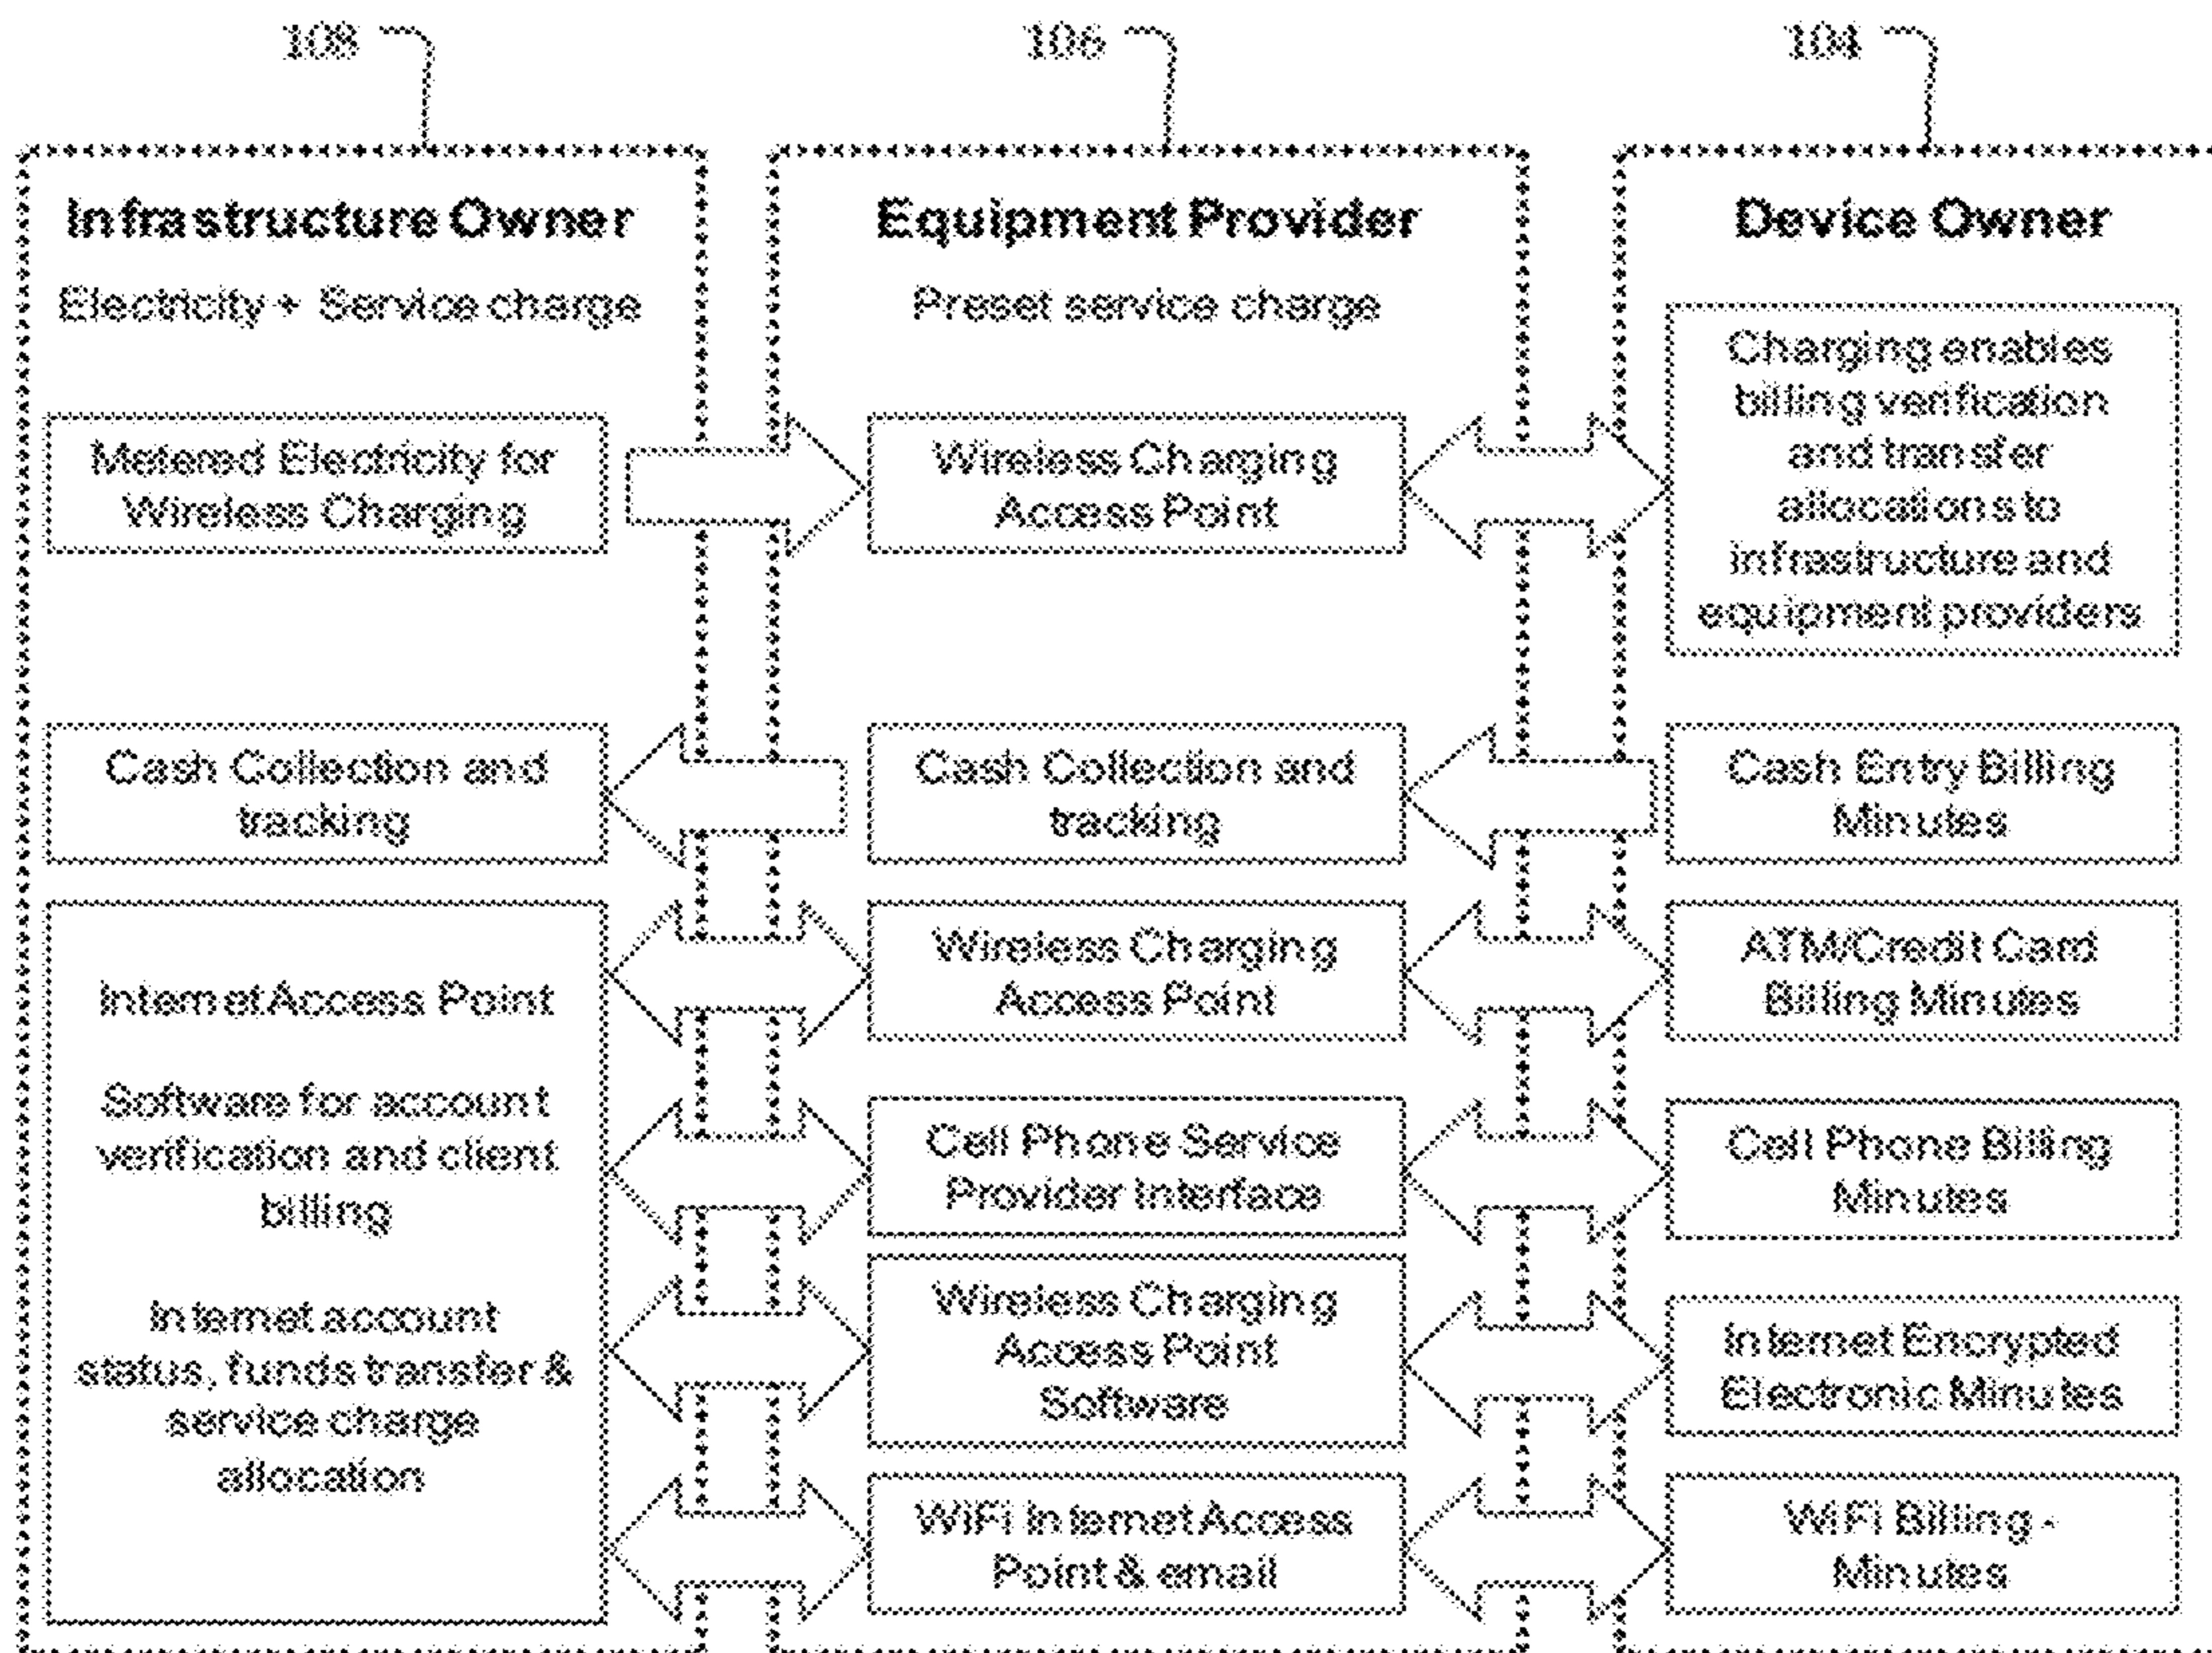 108
106
104
Infrastructure Owner
Electricity + Service charge
Metered Electricity for
Wireless Charging
Cash Collection and
tracking
Internet Access Point
Software for account
verification and client
billing
Internet account
status, funds transfer &
service charge
allocation
Equipment Provider
Preset service charge
Wireless Charging
Access Point
Cash Collection and
tracking
Wireless Charging
Access Point
Cell Phone Service
Provider Interface
Wireless Charging
Access Point
Software
WiFi Internet Access
Point & email
Device Owner
Charging enables
billing verification
and transfer
allocations to
infrastructure and
equipment providers
Cash Entry Billing
Minutes
ATM/Credit Card
Billing Minutes
Cell Phone Billing
Minutes
Internet Encrypted
Electronic Minutes
WiFi Billing -
Minutes